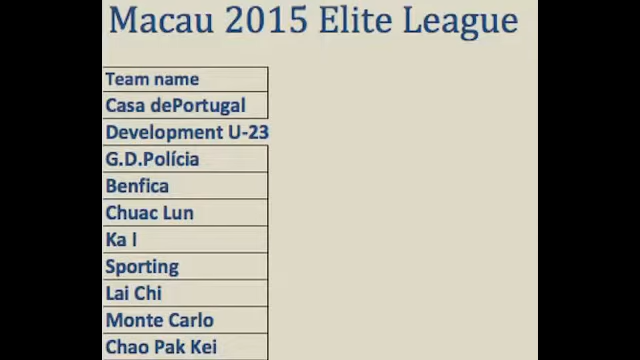 Macau 2015 Elite League
Team name
Casa dePortugal
Development U-23
G.D.Polícia
Benfica
Chuac Lun
Ka I
Sporting
Lai Chi
Monte Carlo
Chao Pak Kei